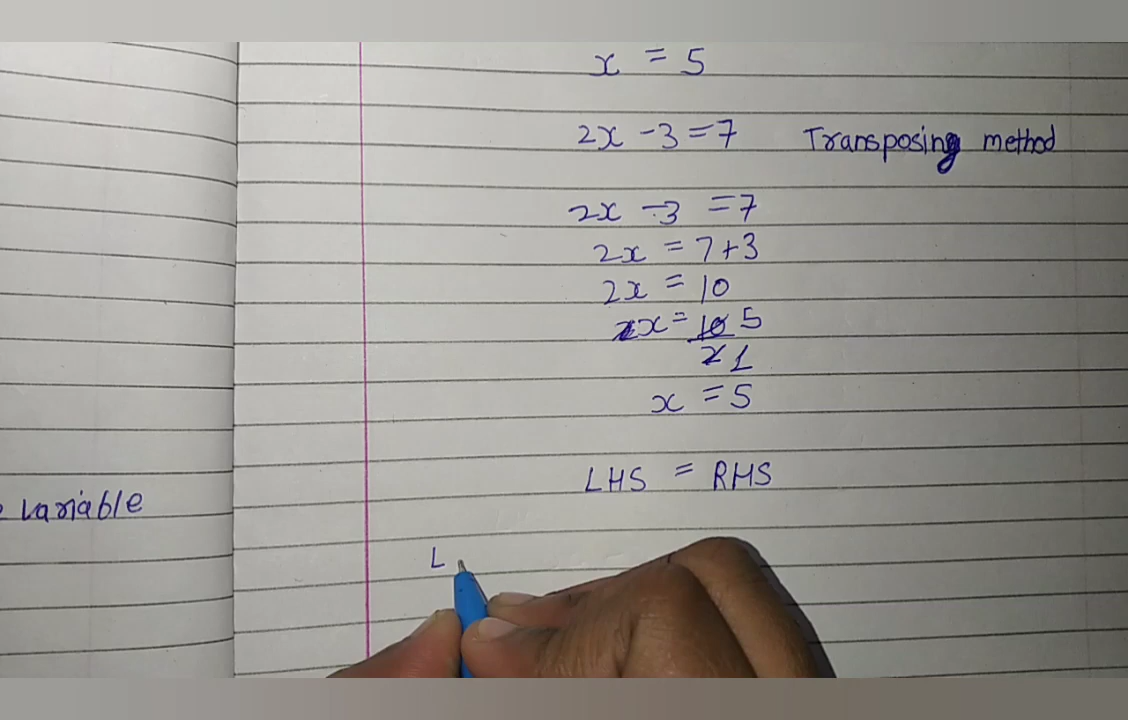 x = 5
2x - 3 = 7 Transposing method
2x - 3 = 7
2x = 7 + 3
2x = 10
x = 10 5
2 1
x = 5
LHS = RHS
variable
L